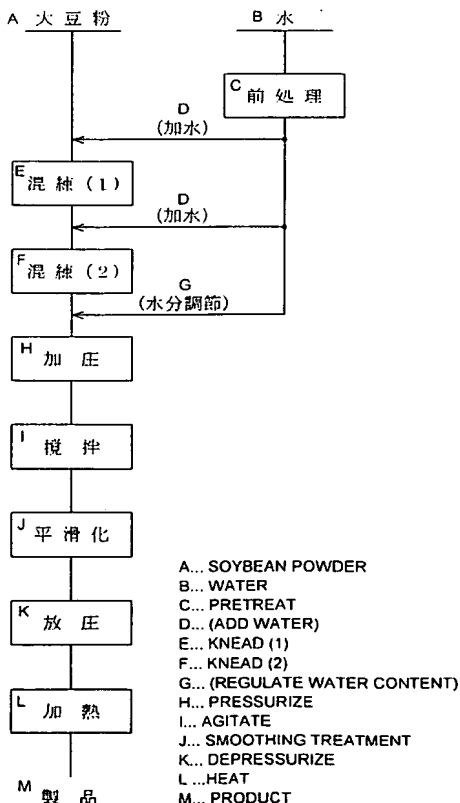 A 大豆粉
B 水
C 前処理
D
(加水)
E 混練(1)
D
(加水)
F 混練(2)
G
(水分調節)
H 加圧
I 撹拌
J 平滑化
K 放圧
L 加熱
M 製品
A... SOYBEAN POWDER
B... WATER
C... PRETREAT
D... (ADD WATER)
E... KNEAD (1)
F... KNEAD (2)
G... (REGULATE WATER CONTENT)
H... PRESSURIZE
I... AGITATE
J... SMOOTHING TREATMENT
K... DEPRESSURIZE
L ...HEAT
M... PRODUCT